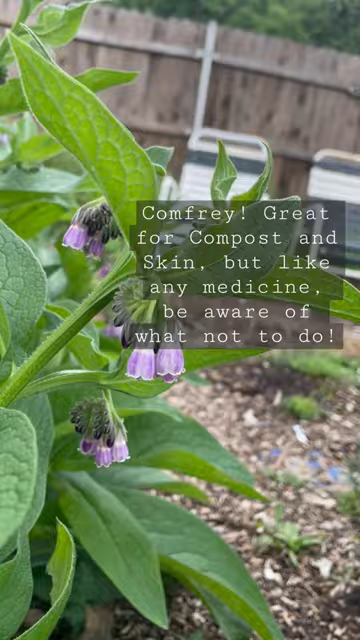 Comfrey! Great
for Compost and
Skin, but like
any medicine,
be aware of
what not to do!